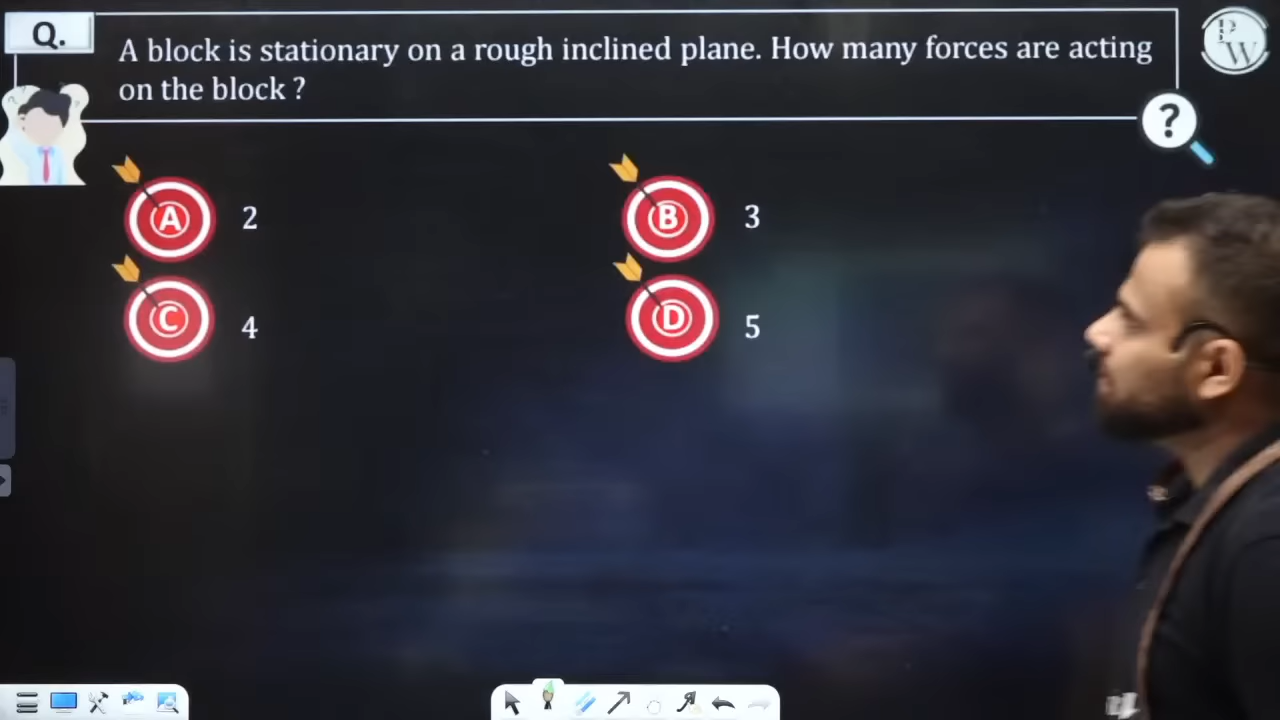 Q.
A block is stationary on a rough inclined plane. How many forces are acting
on the block ?
P
W
?
A 2
B 3
C 4
D 5